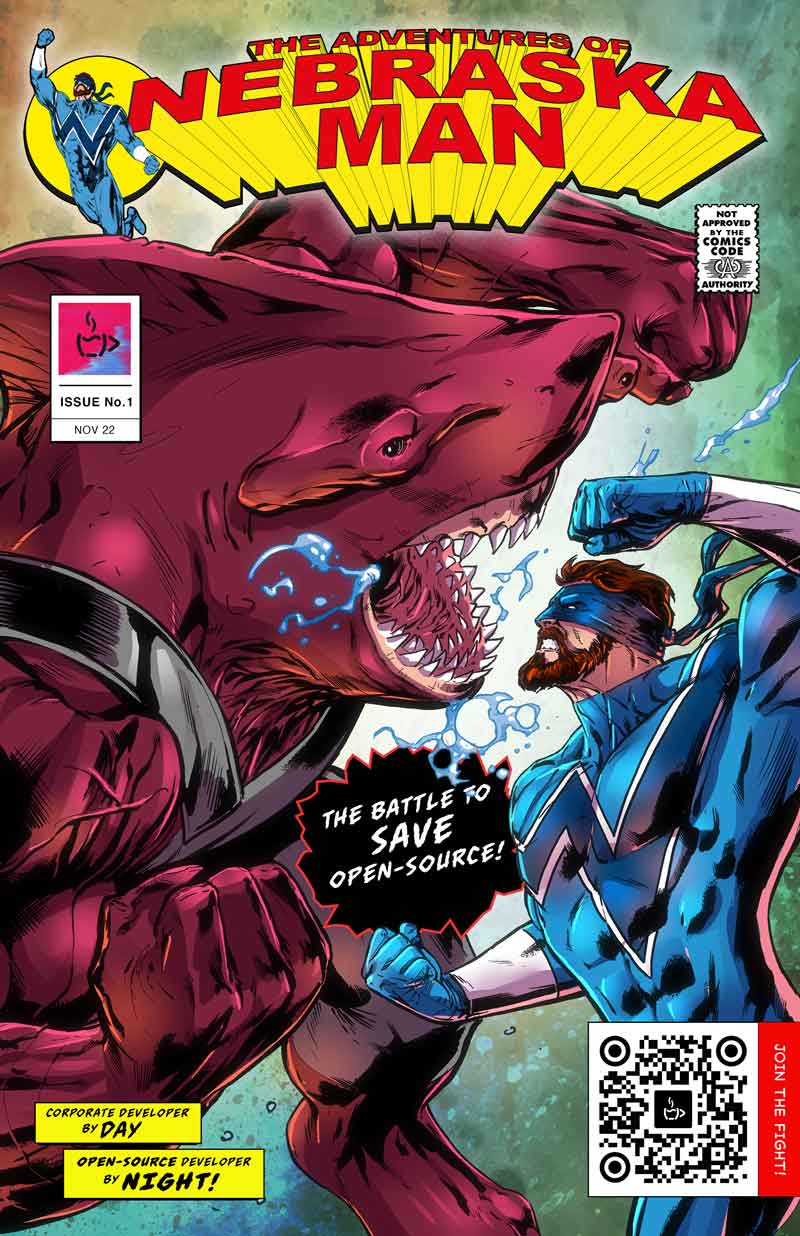 THE ADVENTURES OF
NEBRASKA
MAN
NOT
APPROVED
BY THE
COMICS
CODE
CA
AUTHORITY
ISSUE No.1
NOV 22
THE BATTLE TO
SAVE
OPEN-SOURCE!
CORPORATE DEVELOPER
BY DAY
OPEN-SOURCE DEVELOPER
BY NIGHT!
JOIN THE FIGHT!